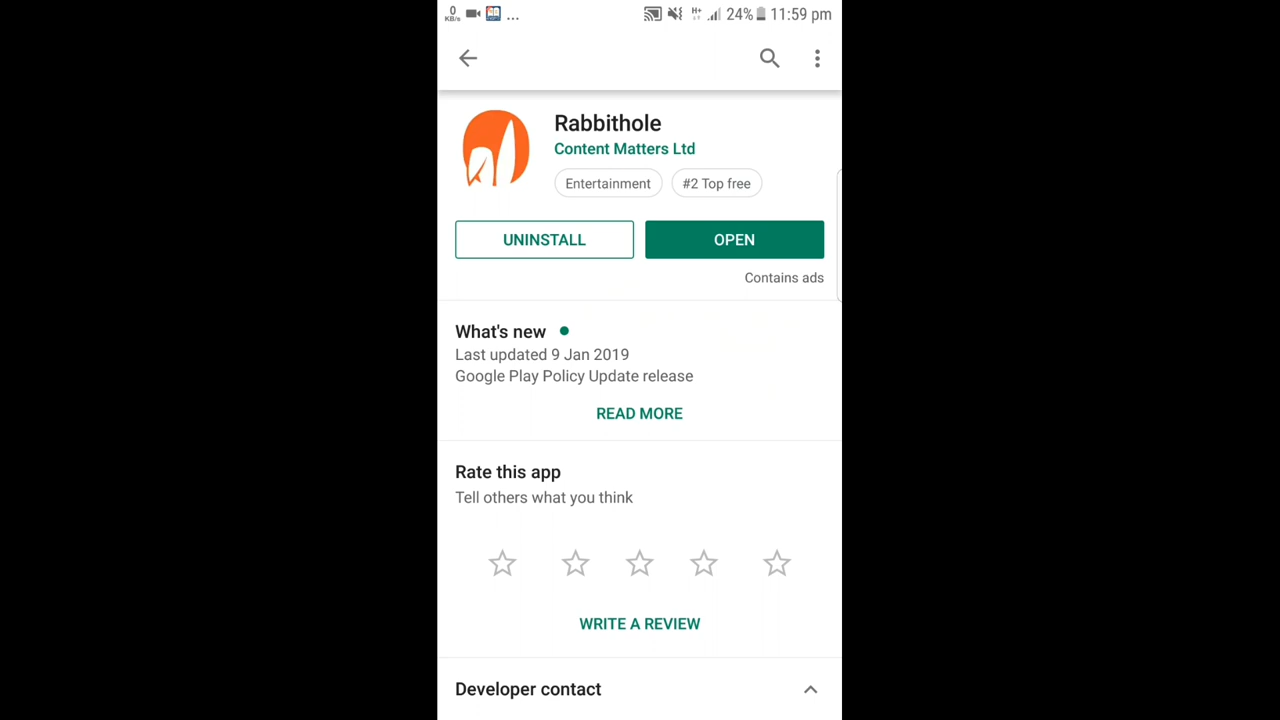 0
KB/s ... H+ 24% 11:59 pm
Rabbithole
Content Matters Ltd
Entertainment #2 Top free
UNINSTALL OPEN
Contains ads
What's new
Last updated 9 Jan 2019
Google Play Policy Update release
READ MORE
Rate this app
Tell others what you think
WRITE A REVIEW
Developer contact